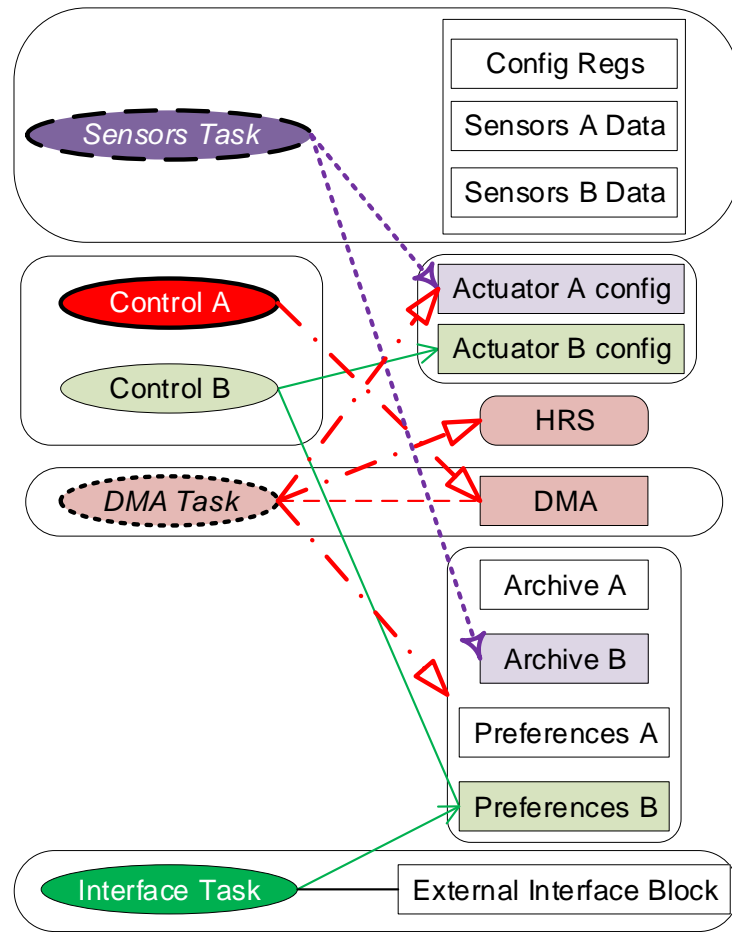 Config Regs
Sensors Task
Sensors A Data
Sensors B Data
Control A
Actuator A config
Actuator B config
Control B
HRS
DMA Task
DMA
Archive A
Archive B
Preferences A
Preferences B
Interface Task
External Interface Block